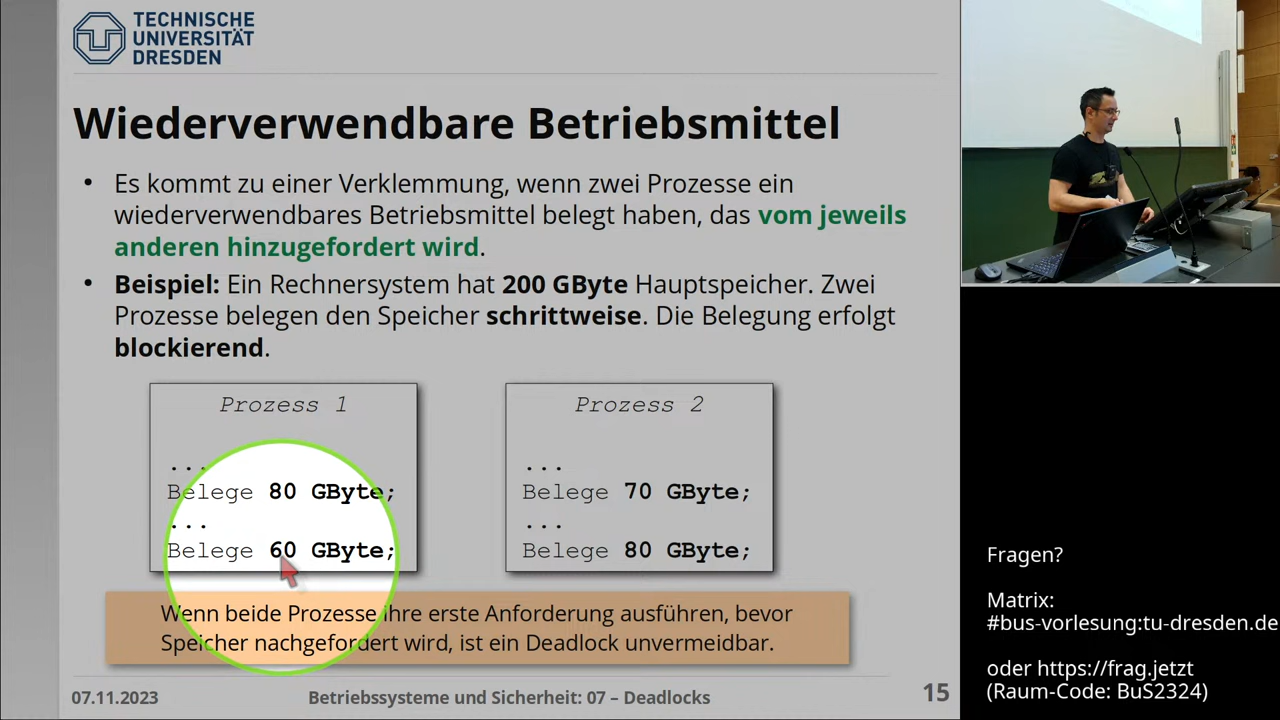 TECHNISCHE
UNIVERSITÄT
DRESDEN
Wiederverwendbare Betriebsmittel
• Es kommt zu einer Verklemmung, wenn zwei Prozesse ein
wiederverwendbares Betriebsmittel belegt haben, das vom jeweils
anderen hinzugefordert wird.
• Beispiel: Ein Rechnersystem hat 200 GByte Hauptspeicher. Zwei
Prozesse belegen den Speicher schrittweise. Die Belegung erfolgt
blockierend.
Prozess 1
...
Belege 80 GByte;
...
Belege 60 GByte;
Prozess 2
...
Belege 70 GByte;
...
Belege 80 GByte;
Wenn beide Prozesse ihre erste Anforderung ausführen, bevor
Speicher nachgefordert wird, ist ein Deadlock unvermeidbar.
07.11.2023
Betriebssysteme und Sicherheit: 07 – Deadlocks
15
Fragen?
Matrix:
#bus-vorlesung:tu-dresden.de
oder https://frag.jetzt
(Raum-Code: BuS2324)